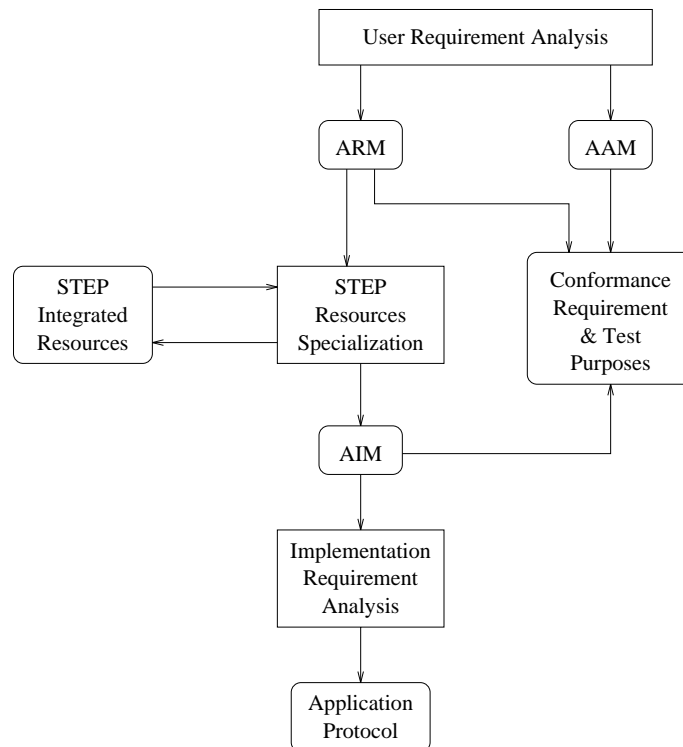 User Requirement Analysis
ARM
AAM
STEP
Integrated
Resources
STEP
Resources
Specialization
Conformance
Requirement
& Test
Purposes
AIM
Implementation
Requirement
Analysis
Application
Protocol